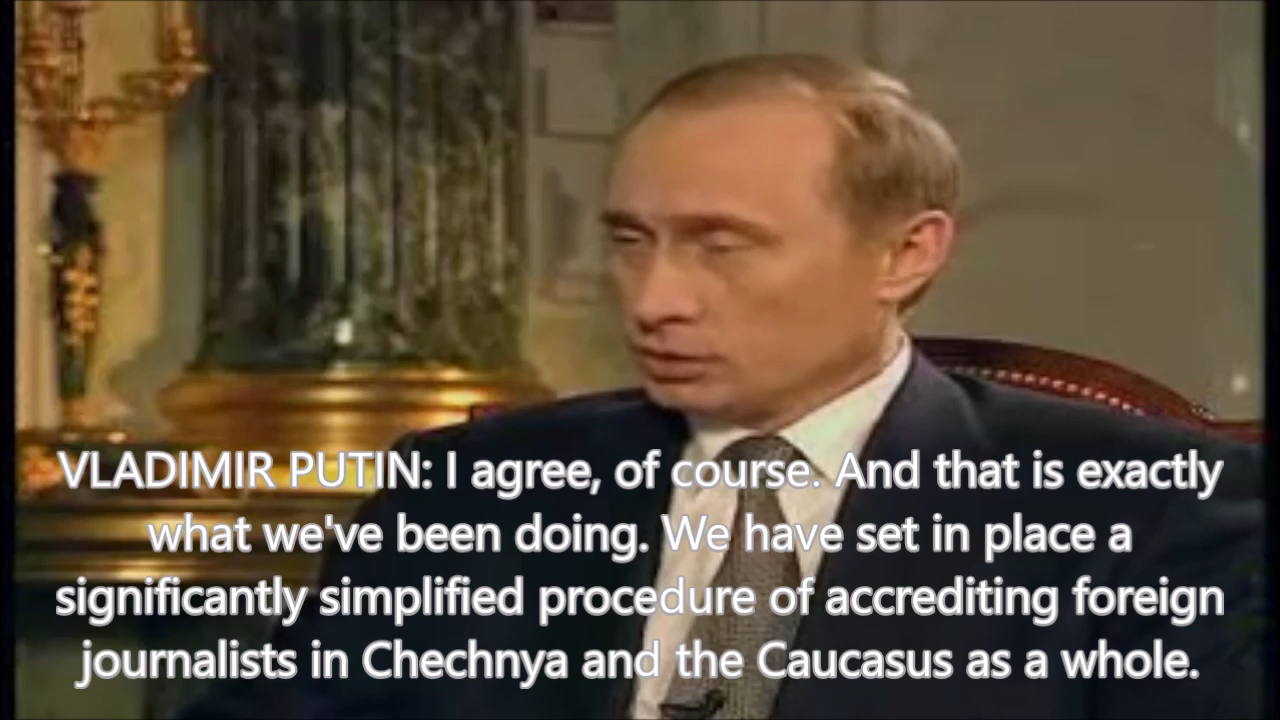 VLADIMIR PUTIN: I agree, of course. And that is exactly
what we've been doing. We have set in place a
significantly simplified procedure of accrediting foreign
journalists in Chechnya and the Caucasus as a whole.